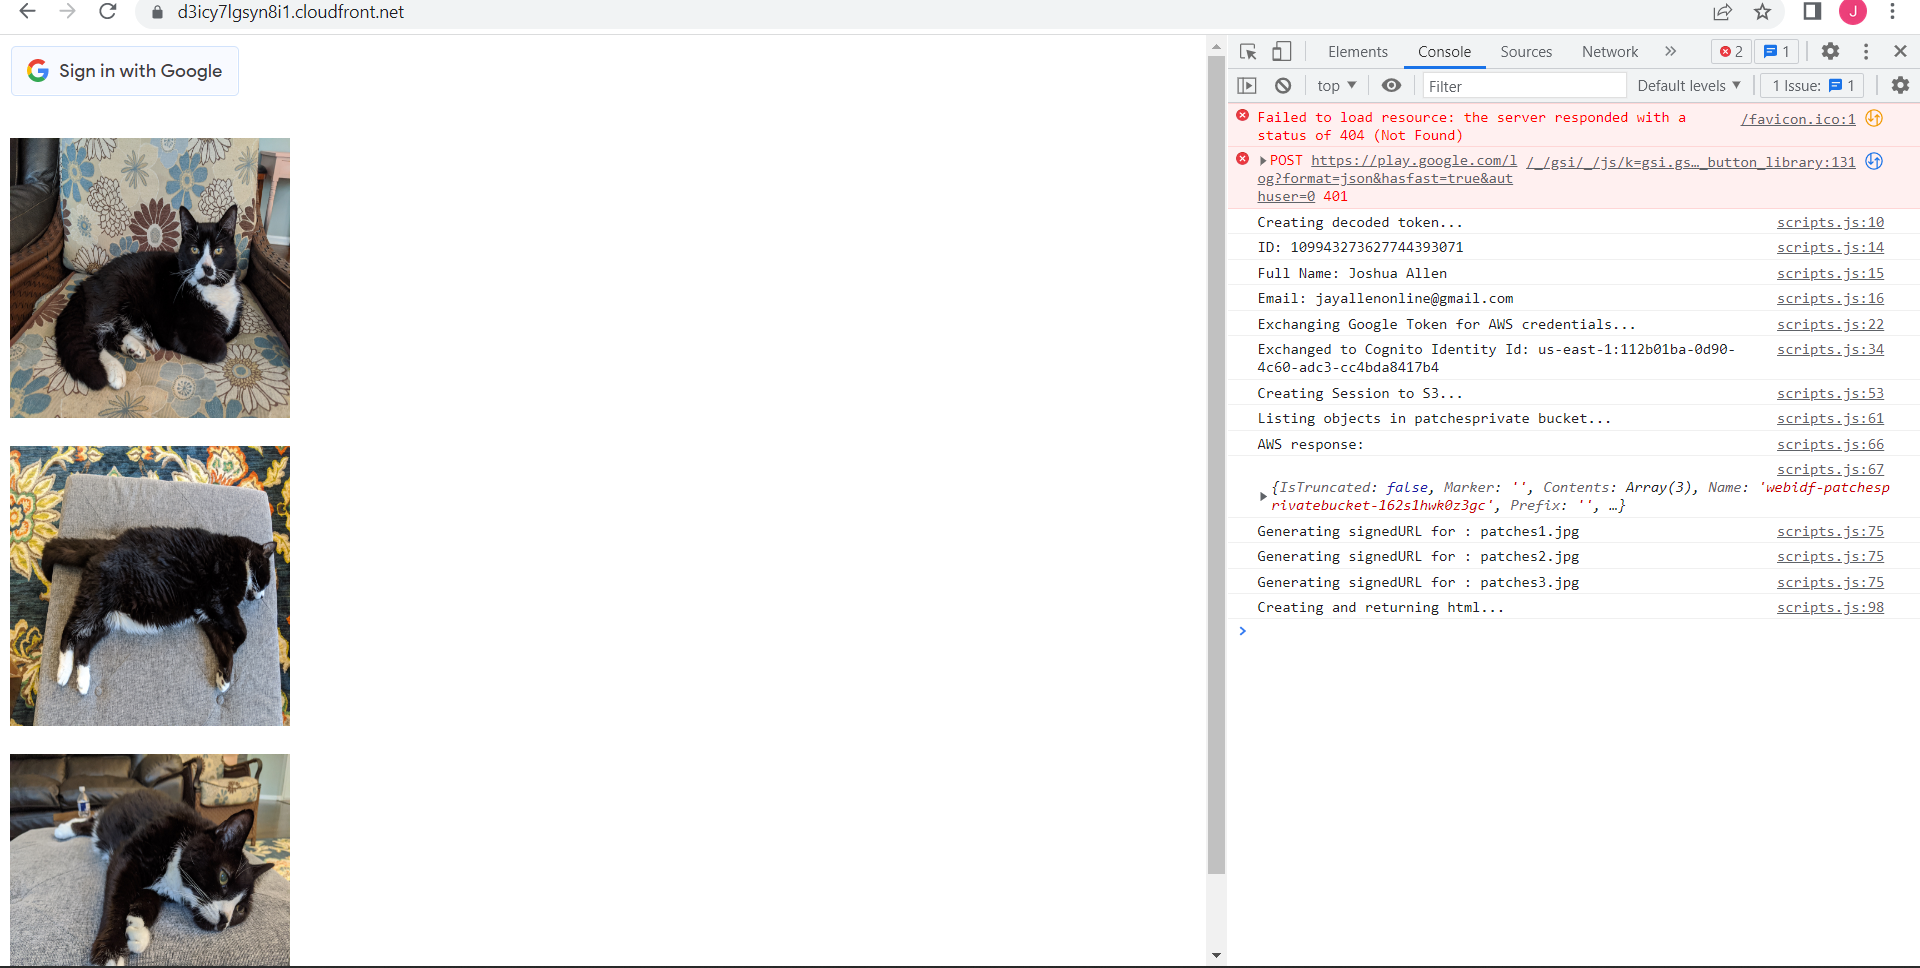 d3icy7lgsyn8i1.cloudfront.net
J
Sign in with Google
Elements Console Sources Network » 2 1
top ▼ Filter Default levels ▼ 1 Issue: 1
Failed to load resource: the server responded with a /favicon.ico:1
status of 404 (Not Found)
POST https://play.google.com/l /_/gsi/_/js/k=gsi.gs…_button_library:131
og?format=json&hasfast=true&aut
huser=0 401
Creating decoded token... scripts.js:10
ID: 109943273627744393071 scripts.js:14
Full Name: Joshua Allen scripts.js:15
Email: jayallenonline@gmail.com scripts.js:16
Exchanging Google Token for AWS credentials... scripts.js:22
Exchanged to Cognito Identity Id: us-east-1:112b01ba-0d90- scripts.js:34
4c60-adc3-cc4bda8417b4
Creating Session to S3... scripts.js:53
Listing objects in patchesprivate bucket... scripts.js:61
AWS response: scripts.js:66
scripts.js:67
{IsTruncated: false, Marker: '', Contents: Array(3), Name: 'webidf-patchesp
rivatebucket-162s1hwk0z3gc', Prefix: '', …}
Generating signedURL for : patches1.jpg scripts.js:75
Generating signedURL for : patches2.jpg scripts.js:75
Generating signedURL for : patches3.jpg scripts.js:75
Creating and returning html... scripts.js:98
>